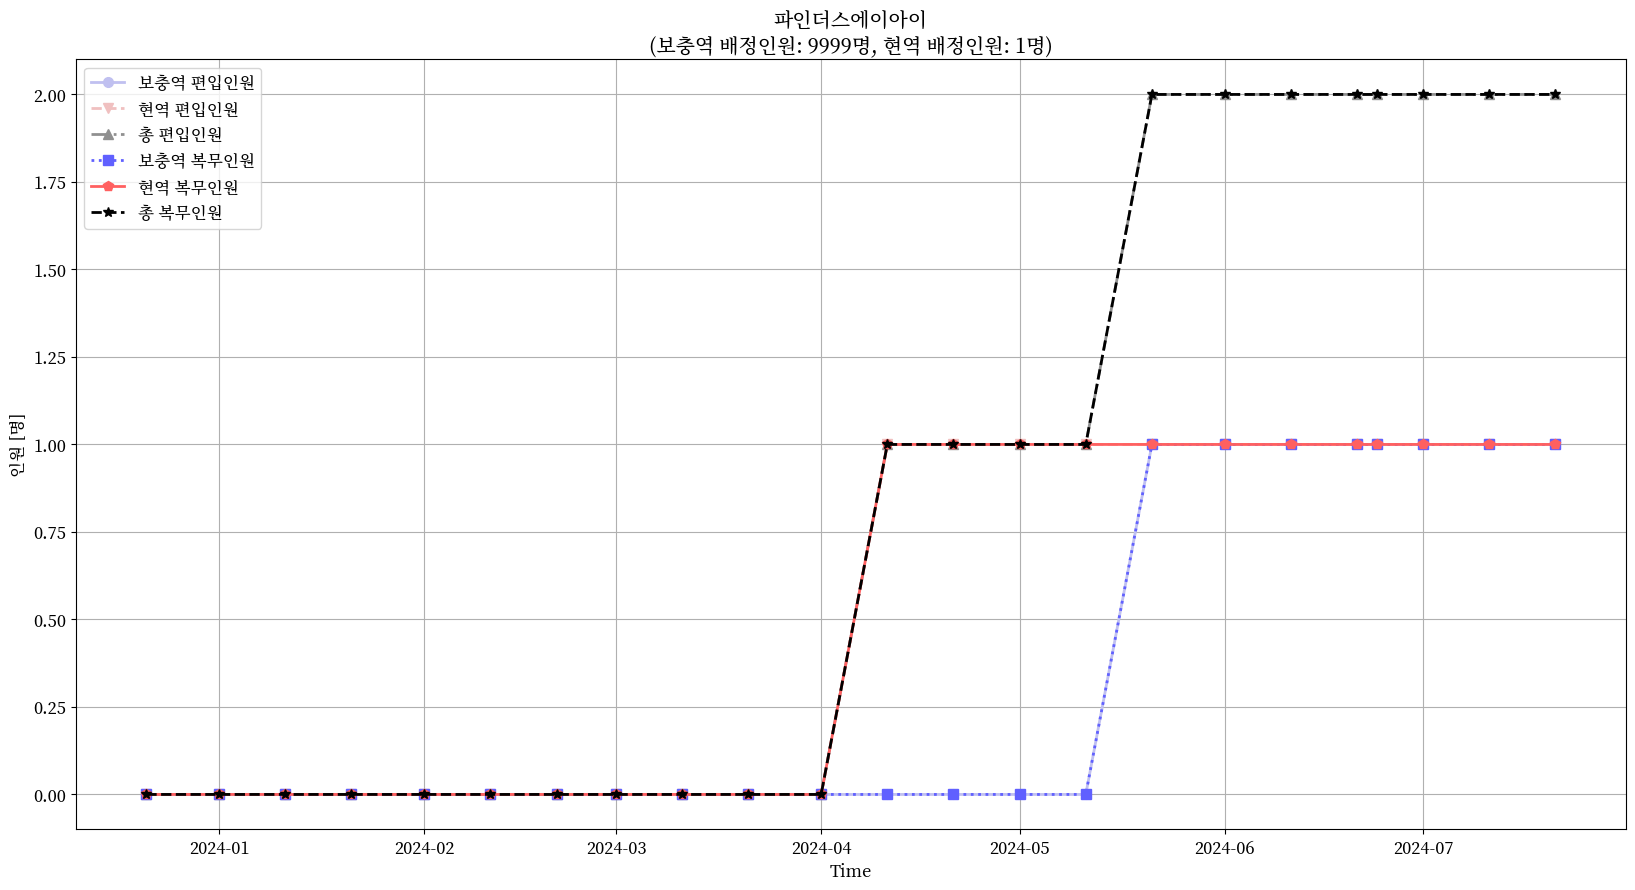 파인더스에이아이
(보충역 배정인원: 9999명, 현역 배정인원: 1명)
보충역 편입인원
현역 편입인원
총 편입인원
보충역 복무인원
현역 복무인원
총 복무인원
인원 [명]
2.00
1.75
1.50
1.25
1.00
0.75
0.50
0.25
0.00
2024-01 2024-02 2024-03 2024-04 2024-05 2024-06 2024-07
Time